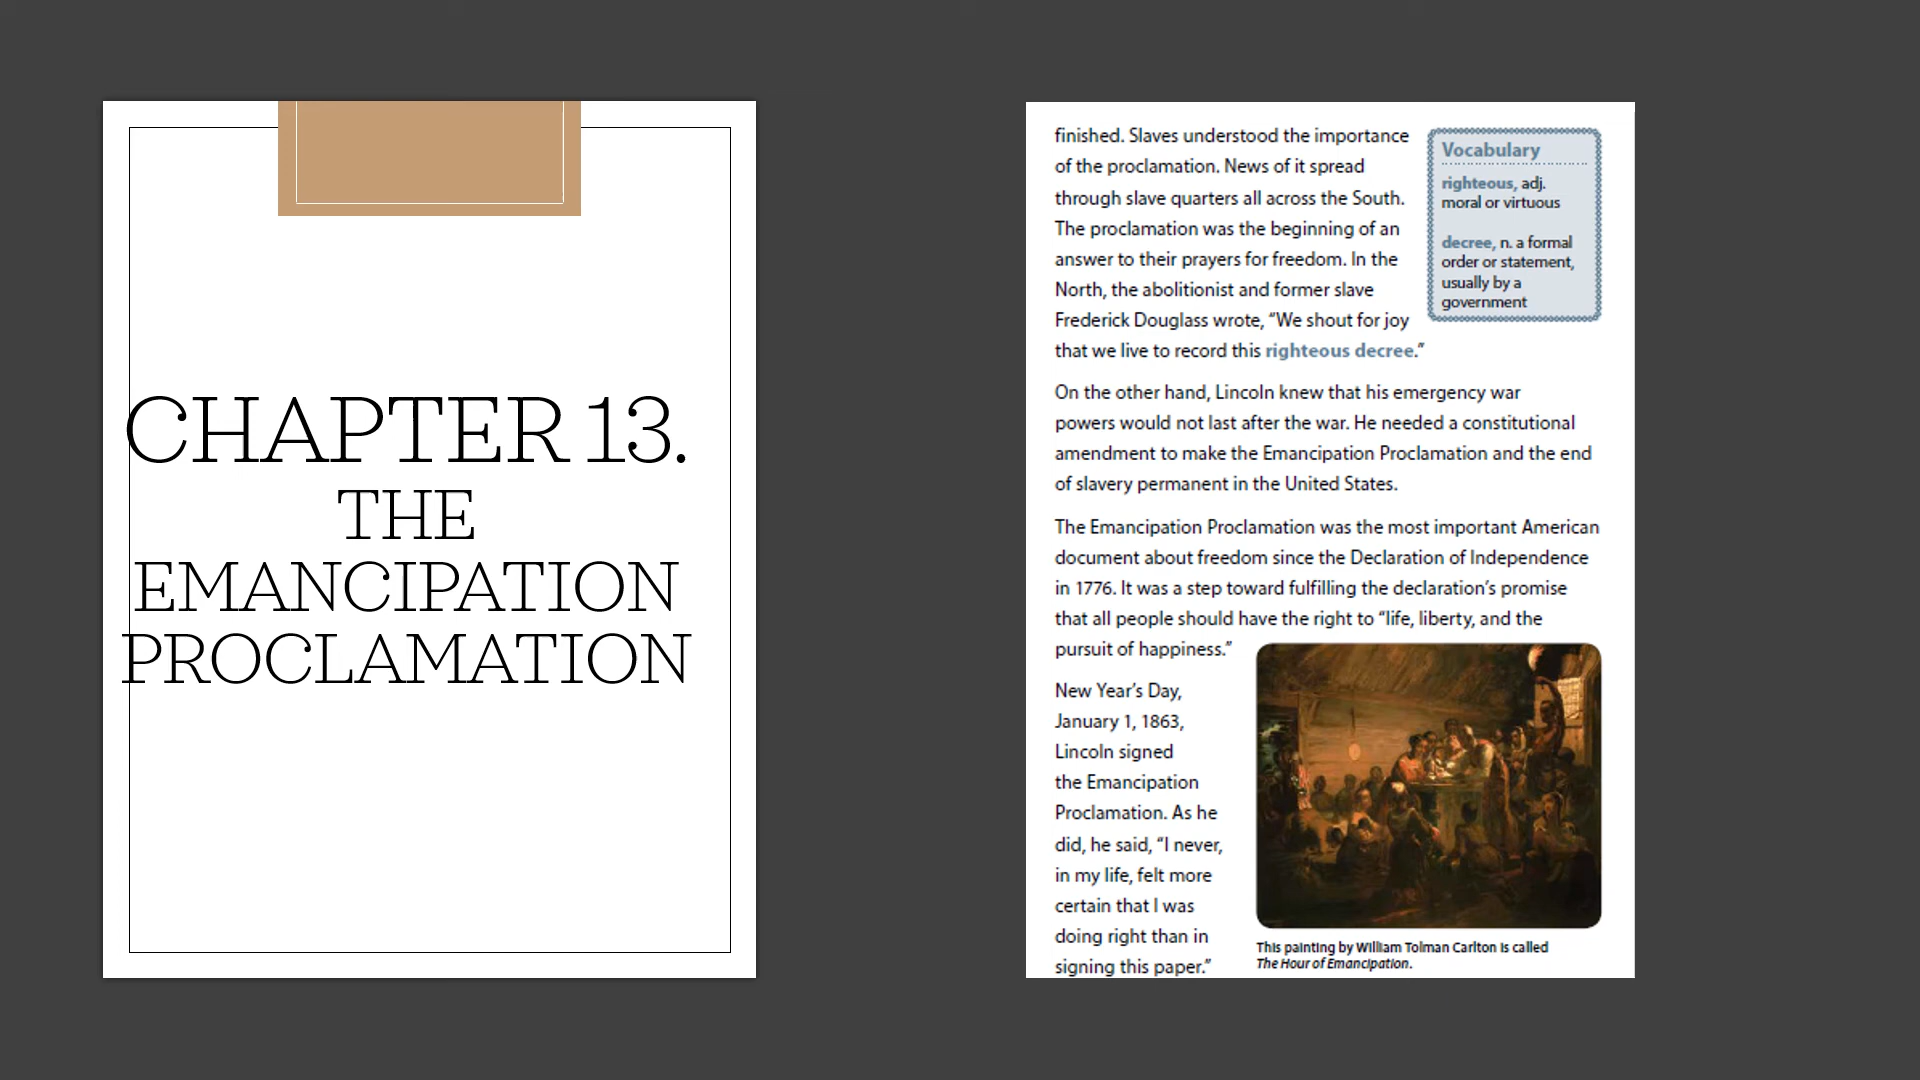 CHAPTER 13.
THE
EMANCIPATION
PROCLAMATION
finished. Slaves understood the importance
of the proclamation. News of it spread
through slave quarters all across the South.
The proclamation was the beginning of an
answer to their prayers for freedom. In the
North, the abolitionist and former slave
Frederick Douglass wrote, “We shout for joy
that we live to record this righteous decree.”
Vocabulary
righteous, adj.
moral or virtuous
decree, n. a formal
order or statement,
usually by a
government
On the other hand, Lincoln knew that his emergency war
powers would not last after the war. He needed a constitutional
amendment to make the Emancipation Proclamation and the end
of slavery permanent in the United States.
The Emancipation Proclamation was the most important American
document about freedom since the Declaration of Independence
in 1776. It was a step toward fulfilling the declaration’s promise
that all people should have the right to “life, liberty, and the
pursuit of happiness.”
New Year’s Day,
January 1, 1863,
Lincoln signed
the Emancipation
Proclamation. As he
did, he said, “I never,
in my life, felt more
certain that I was
doing right than in
signing this paper.”
This painting by William Tolman Carlton is called
The Hour of Emancipation.